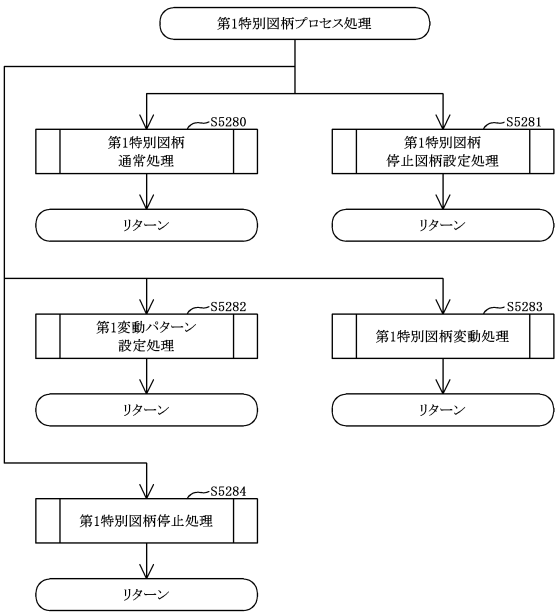 第1特別図柄プロセス処理
S5280
第1特別図柄
通常処理
リターン
S5281
第1特別図柄
停止図柄設定処理
リターン
S5282
第1変動パターン
設定処理
リターン
S5283
第1特別図柄変動処理
リターン
S5284
第1特別図柄停止処理
リターン